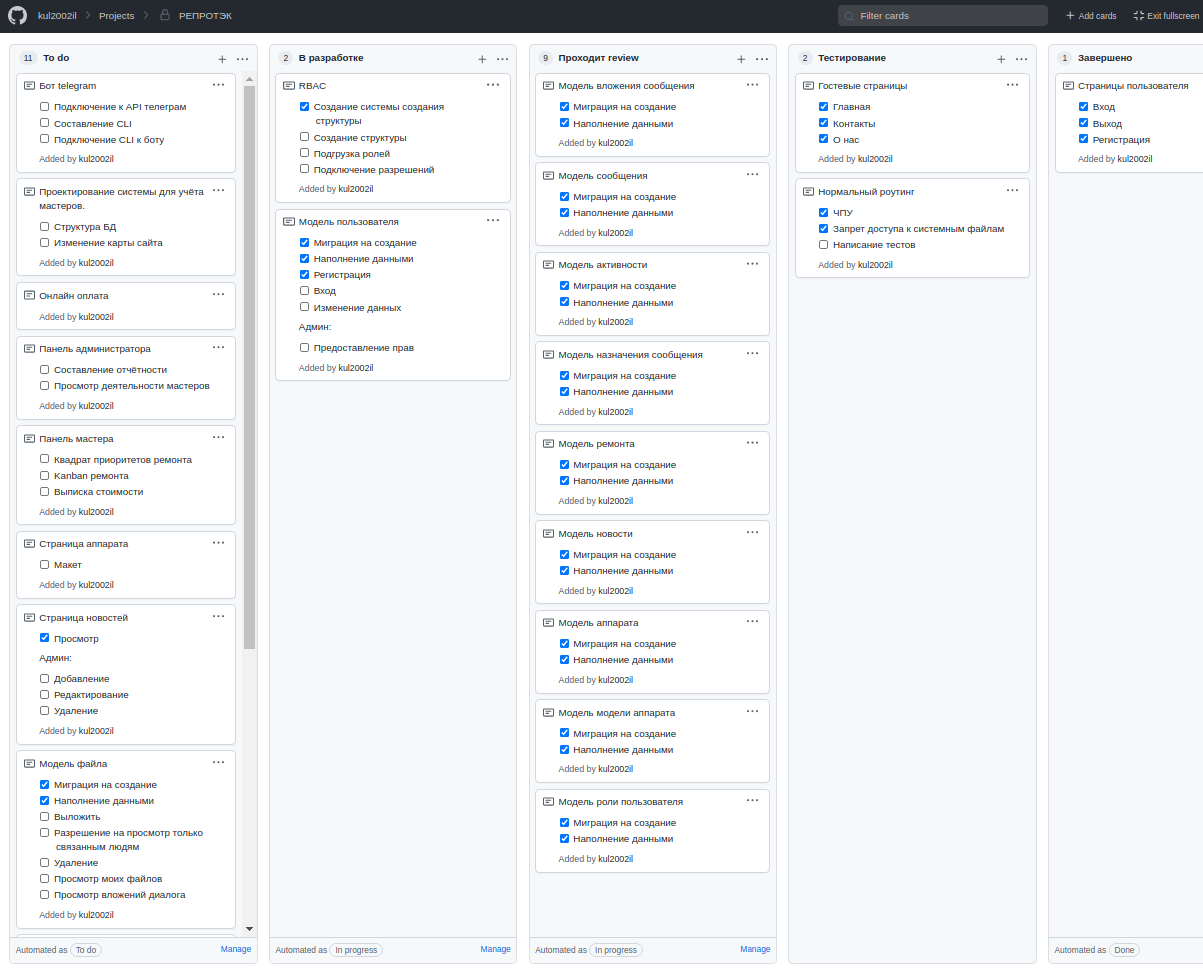 kul2002il
Projects
РЕПРОТЭК
Filter cards
Add cards
Exit fullscreen
11 To do
Бот telegram
Подключение к API телеграм
Составление CLI
Подключение CLI к боту
Added by kul2002il
Проектирование системы для учёта
мастеров.
Структура БД
Изменение карты сайта
Added by kul2002il
Онлайн оплата
Added by kul2002il
Панель администратора
Составление отчётности
Просмотр деятельности мастеров
Added by kul2002il
Панель мастера
Квадрат приоритетов ремонта
Kanban ремонта
Выписка стоимости
Added by kul2002il
Страница аппарата
Макет
Added by kul2002il
Страница новостей
Просмотр
Админ:
Добавление
Редактирование
Удаление
Added by kul2002il
Модель файла
Миграция на создание
Наполнение данными
Выложить
Разрешение на просмотр только
связанным людям
Удаление
Просмотр моих файлов
Просмотр вложений диалога
Added by kul2002il
Automated as To do
Manage
2 В разработке
RBAC
Создание системы создания
структуры
Создание структуры
Подгрузка ролей
Подключение разрешений
Added by kul2002il
Модель пользователя
Миграция на создание
Наполнение данными
Регистрация
Вход
Изменение данных
Админ:
Предоставление прав
Added by kul2002il
Automated as In progress
Manage
9 Проходит review
Модель вложения сообщения
Миграция на создание
Наполнение данными
Added by kul2002il
Модель сообщения
Миграция на создание
Наполнение данными
Added by kul2002il
Модель активности
Миграция на создание
Наполнение данными
Added by kul2002il
Модель назначения сообщения
Миграция на создание
Наполнение данными
Added by kul2002il
Модель ремонта
Миграция на создание
Наполнение данными
Added by kul2002il
Модель новости
Миграция на создание
Наполнение данными
Added by kul2002il
Модель аппарата
Миграция на создание
Наполнение данными
Added by kul2002il
Модель модели аппарата
Миграция на создание
Наполнение данными
Added by kul2002il
Модель роли пользователя
Миграция на создание
Наполнение данными
Added by kul2002il
Automated as In progress
Manage
2 Тестирование
Гостевые страницы
Главная
Контакты
О нас
Added by kul2002il
Нормальный роутинг
ЧПУ
Запрет доступа к системным файлам
Написание тестов
Added by kul2002il
1 Завершено
Страницы пользователя
Вход
Выход
Регистрация
Added by kul2002il
Automated as Done